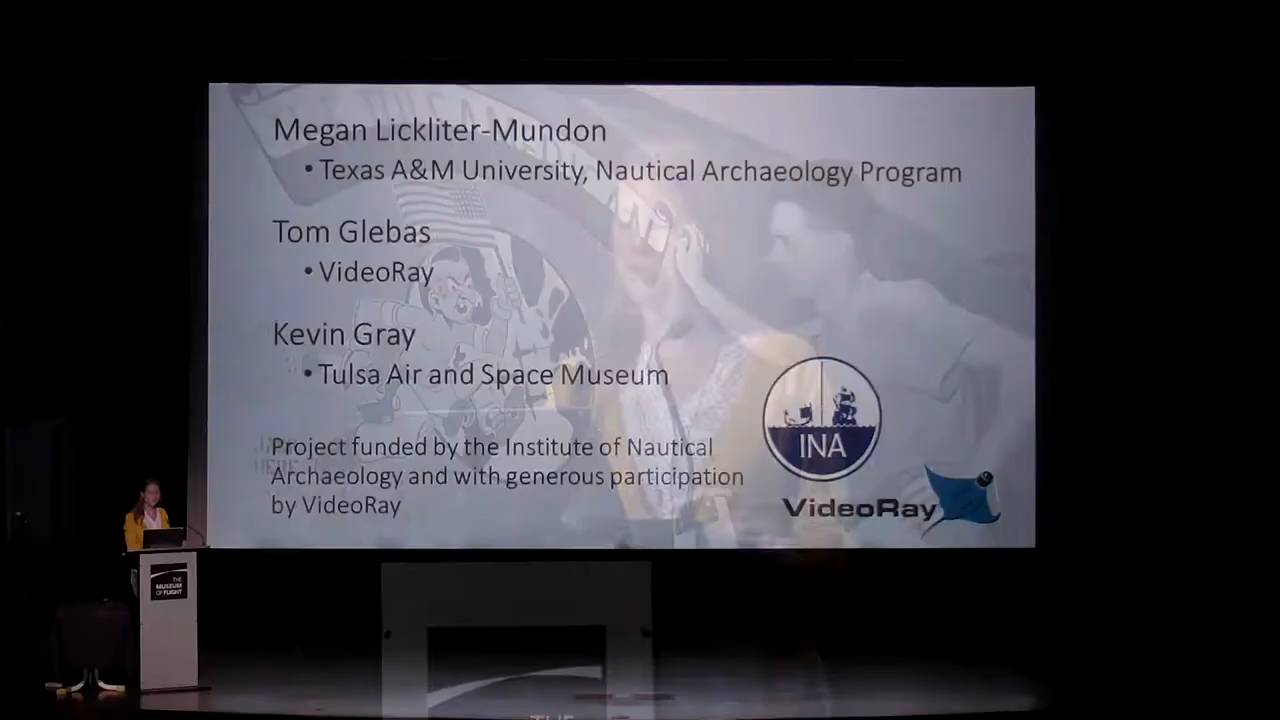 Megan Lickliter-Mundon
• Texas A&M University, Nautical Archaeology Program
Tom Glebas
• VideoRay
Kevin Gray
• Tulsa Air and Space Museum
Project funded by the Institute of Nautical
Archaeology and with generous participation
by VideoRay
INA
VideoRay
THE
MUSEUM
OF FLIGHT
THE